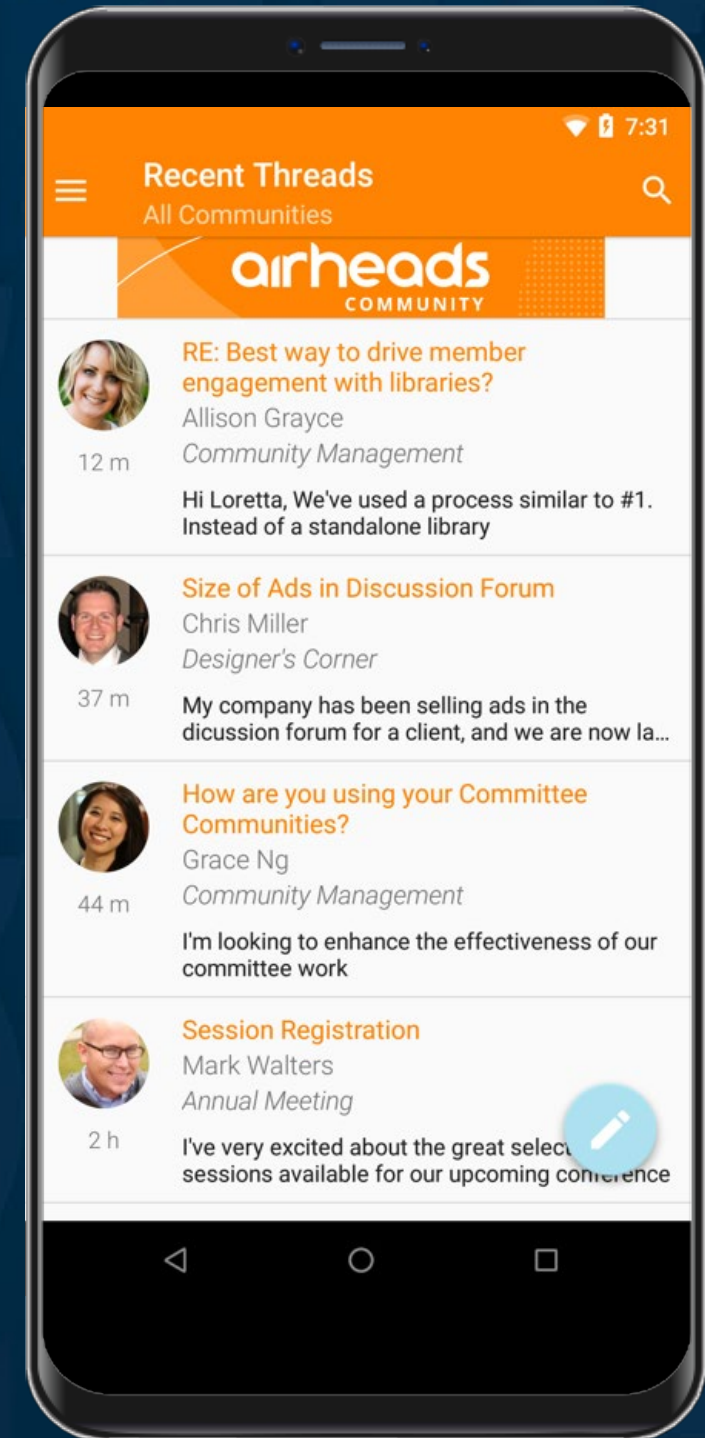 7:31
Recent Threads
All Communities
airheads
COMMUNITY
RE: Best way to drive member
engagement with libraries?
Allison Grayce
12 m
Community Management
Hi Loretta, We've used a process similar to #1.
Instead of a standalone library
Size of Ads in Discussion Forum
Chris Miller
Designer's Corner
37 m
My company has been selling ads in the
dicussion forum for a client, and we are now la...
How are you using your Committee
Communities?
Grace Ng
44 m
Community Management
I'm looking to enhance the effectiveness of our
committee work
Session Registration
Mark Walters
Annual Meeting
2 h
I've very excited about the great selec
sessions available for our upcoming conference